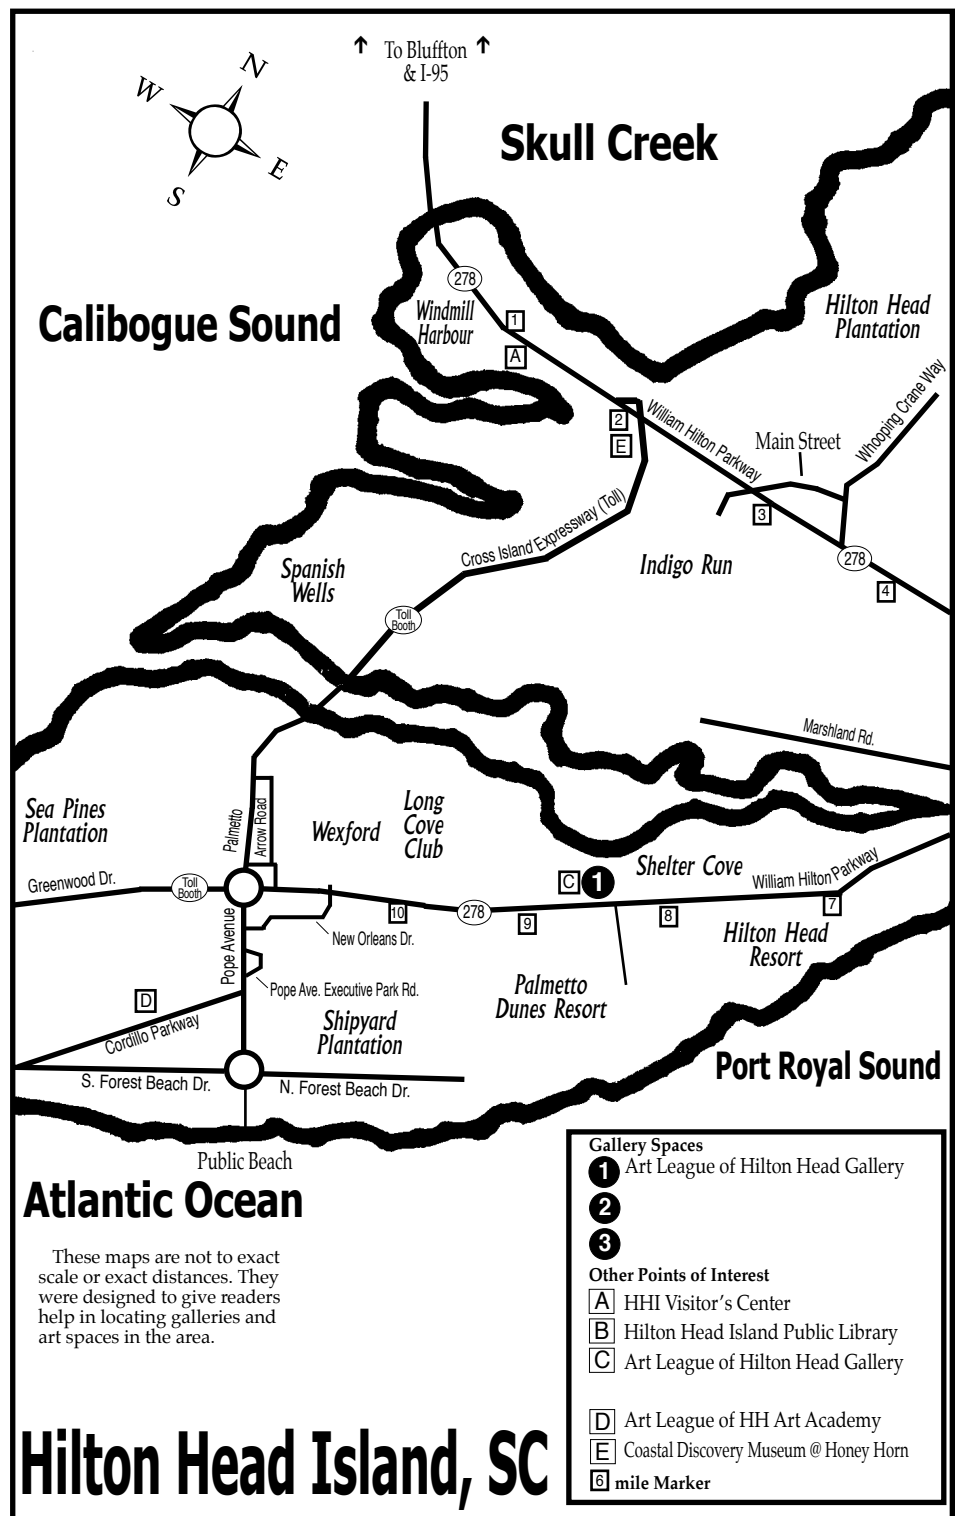 To Bluffton
& I-95
N
W
E
S
Skull Creek
278
Calibogue Sound
Windmill
Harbour
1
A
Hilton Head
Plantation
2
E
William Hilton Parkway
Main Street
Whooping Crane Way
3
Cross Island Expressway (Toll)
278
4
Indigo Run
Spanish
Wells
Toll
Booth
Marshland Rd.
Sea Pines
Plantation
Palmetto
Arrow Road
Wexford
Long
Cove
Club
Shelter Cove
C
1
William Hilton Parkway
Greenwood Dr.
Toll
Booth
10
278
9
8
7
New Orleans Dr.
Pope Avenue
Hilton Head
Resort
Pope Ave. Executive Park Rd.
Palmetto
Dunes Resort
D
Cordillo Parkway
Shipyard
Plantation
Port Royal Sound
S. Forest Beach Dr.
N. Forest Beach Dr.
Public Beach
Atlantic Ocean
These maps are not to exact
scale or exact distances. They
were designed to give readers
help in locating galleries and
art spaces in the area.
Hilton Head Island, SC
Gallery Spaces
1 Art League of Hilton Head Gallery
2
3
Other Points of Interest
A HHI Visitor's Center
B Hilton Head Island Public Library
C Art League of Hilton Head Gallery
D Art League of HH Art Academy
E Coastal Discovery Museum @ Honey Horn
6 mile Marker